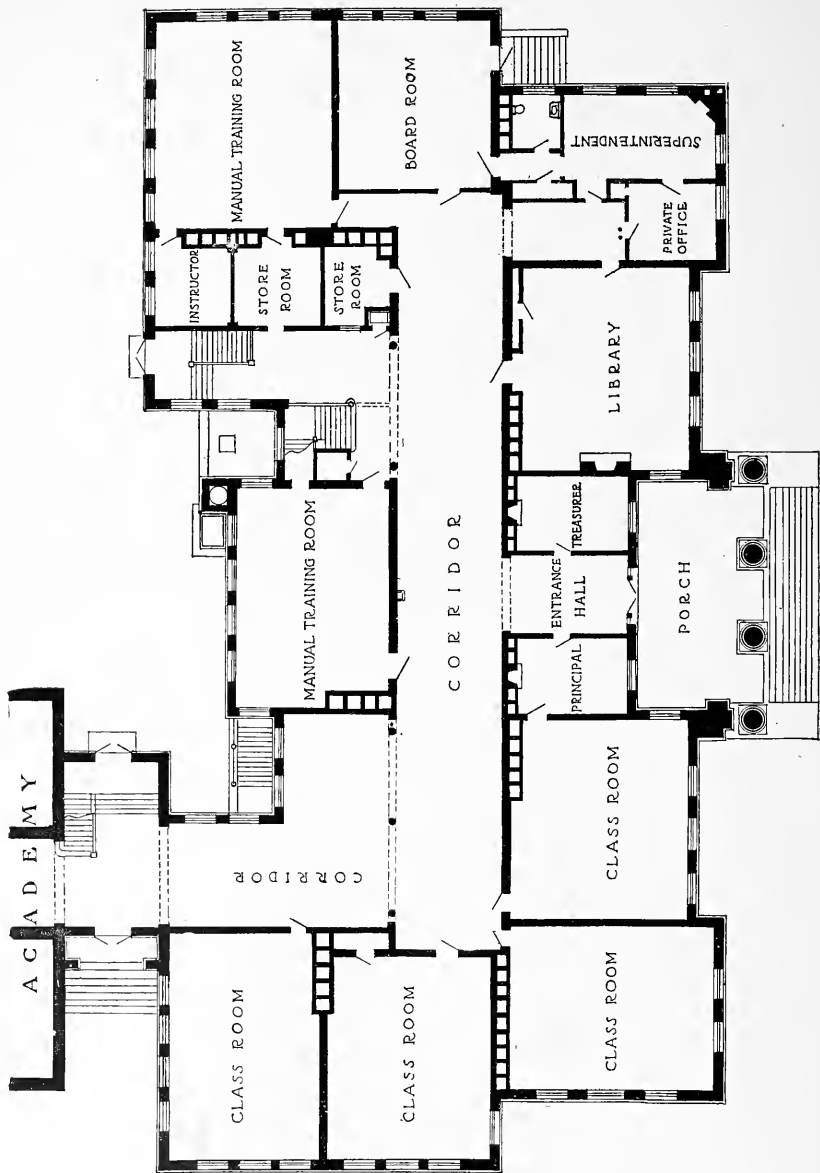 ACADEMY
MANUAL TRAINING ROOM
BOARD ROOM
INSTRUCTOR
STORE
ROOM
STORE
ROOM
SUPERINTENDENT
PRIVATE
OFFICE
LIBRARY
MANUAL TRAINING ROOM
CORRIDOR
TREASURER
ENTRANCE
HALL
PRINCIPAL
PORCH
CORRIDOR
CLASS ROOM
CLASS ROOM
CLASS ROOM
CLASS ROOM